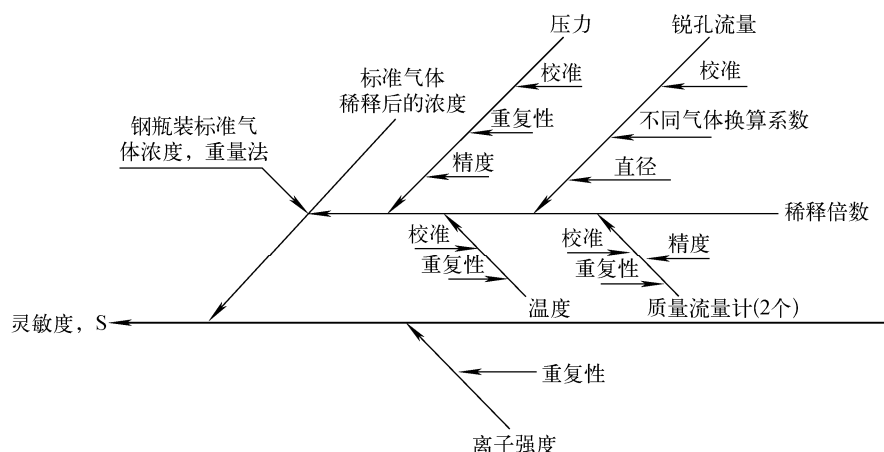 压力
锐孔流量
标准气体
稀释后的浓度
校准
校准
钢瓶装标准气
体浓度，重量法
重复性
不同气体换算系数
精度
直径
稀释倍数
校准
重复性
校准
重复性
精度
温度
质量流量计(2个)
灵敏度，S
重复性
离子强度